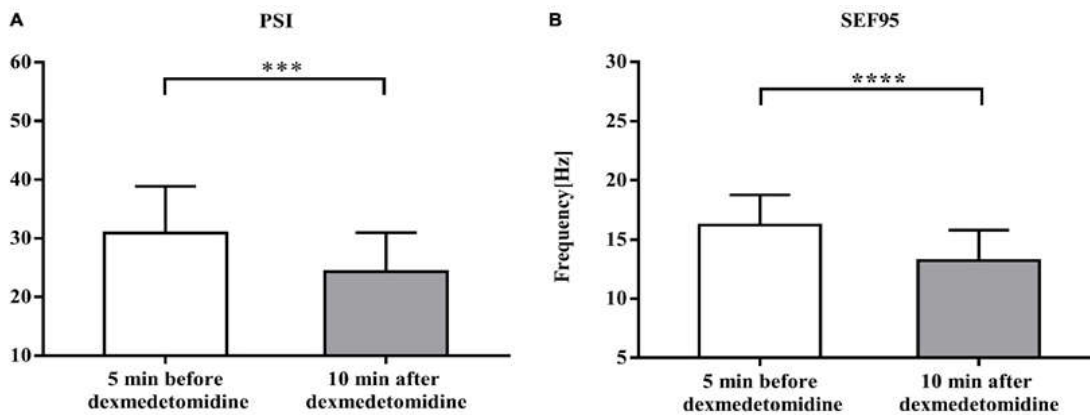 A
PSI
60
50
40
30
20
10
***
5 min before
dexmedetomidine
10 min after
dexmedetomidine
B
SEF95
Frequency[Hz]
30
25
20
15
10
5
****
5 min before
dexmedetomidine
10 min after
dexmedetomidine